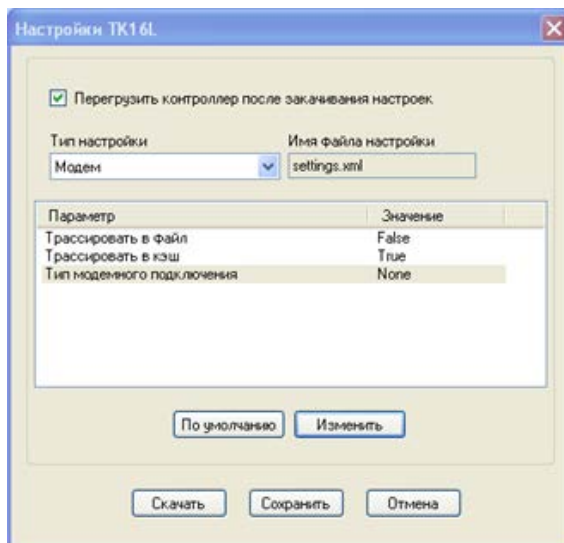 Настройки TK16L
Перегрузить контроллер после закачивания настроек
Тип настройки Имя файла настройки
Модем settings.xml
Параметр Значение
Трассировать в файл False
Трассировать в кэш True
Тип модемного подключения None
По умолчанию Изменить
Скачать Сохранить Отмена